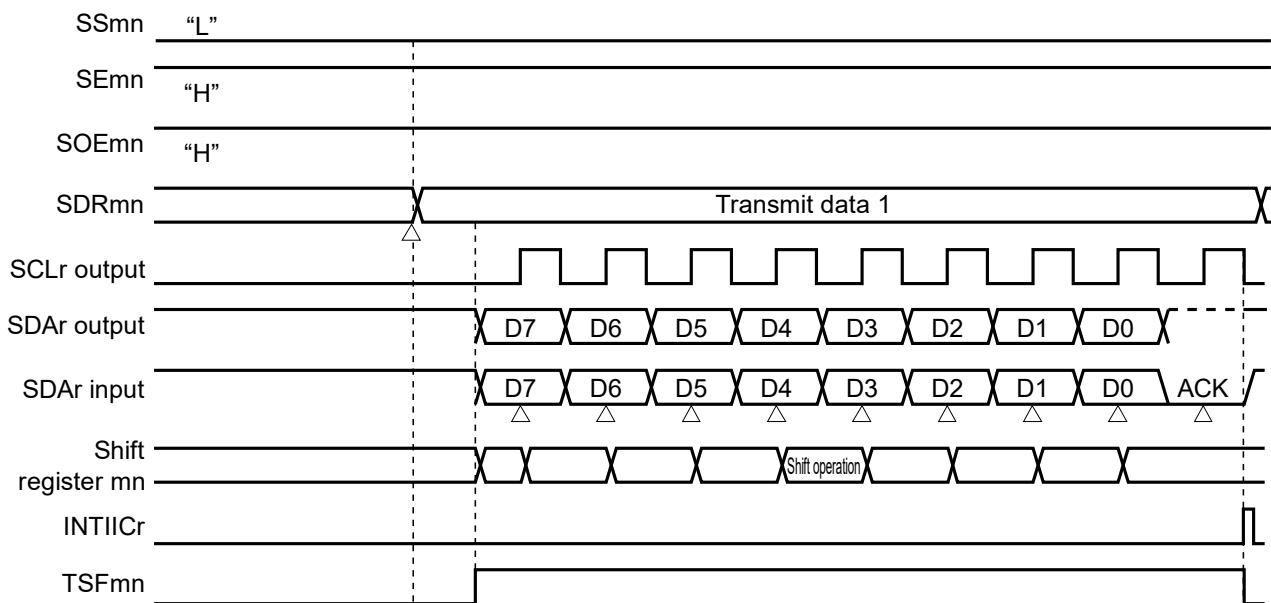 SSmn “L”
SEmn “H”
SOEmn “H”
SDRmn Transmit data 1
SCLr output
SDAr output D7 D6 D5 D4 D3 D2 D1 D0
SDAr input D7 D6 D5 D4 D3 D2 D1 D0 ACK
Shift
register mn Shift operation
INTIICr
TSFmn